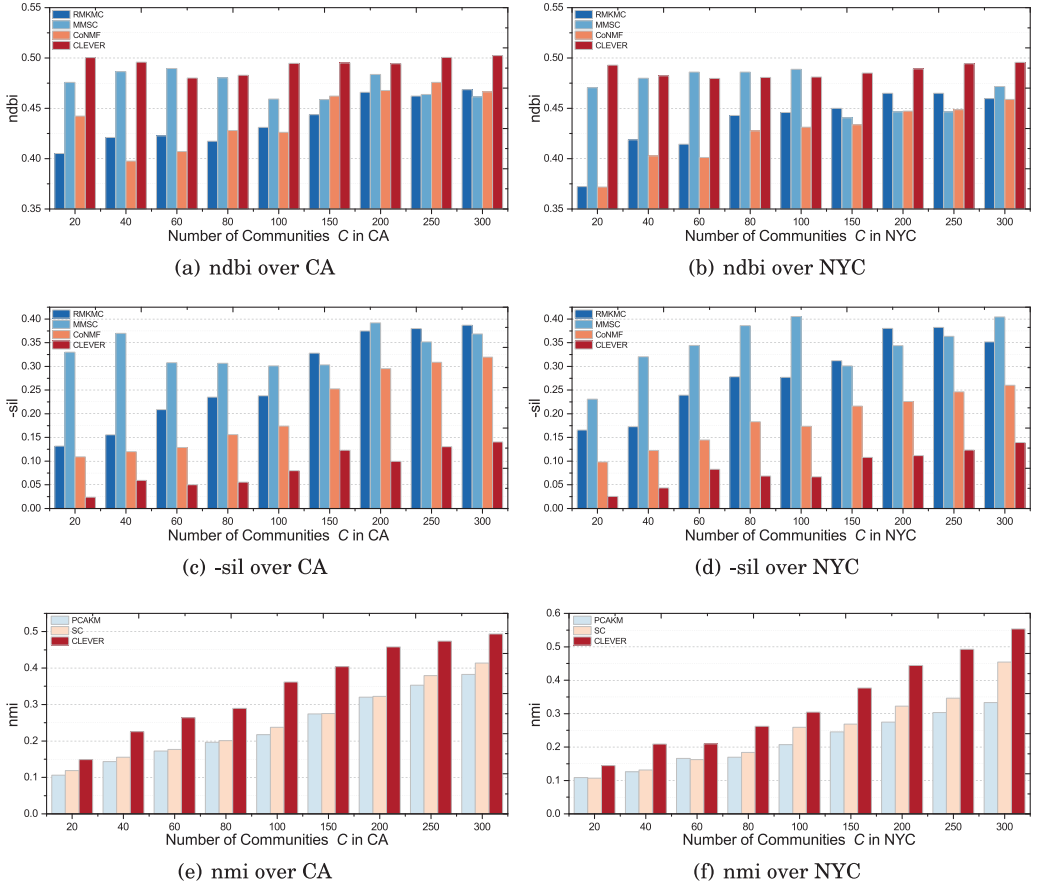 0.55
0.50
0.45
0.40
0.35
ndbi
RMKMC
MMSC
CoNMF
CLEVER
20 40 60 80 100 150 200 250 300
Number of Communities C in CA
(a) ndbi over CA
0.55
0.50
0.45
0.40
0.35
ndbi
RMKMC
MMSC
CoNMF
CLEVER
20 40 60 80 100 150 200 250 300
Number of Communities C in NYC
(b) ndbi over NYC
0.40
0.35
0.30
0.25
0.20
0.15
0.10
0.05
0.00
-sil
RMKMC
MMSC
CoNMF
CLEVER
20 40 60 80 100 150 200 250 300
Number of Communities C in CA
(c) -sil over CA
0.40
0.35
0.30
0.25
0.20
0.15
0.10
0.05
0.00
-sil
RMKMC
MMSC
CoNMF
CLEVER
20 40 60 80 100 150 200 250 300
Number of Communities C in NYC
(d) -sil over NYC
0.5
0.4
0.3
0.2
0.1
0.0
nmi
PCAKM
SC
CLEVER
20 40 60 80 100 150 200 250 300
Number of Communities C in CA
(e) nmi over CA
0.6
0.5
0.4
0.3
0.2
0.1
0.0
nmi
PCAKM
SC
CLEVER
20 40 60 80 100 150 200 250 300
Number of Communities C in NYC
(f) nmi over NYC